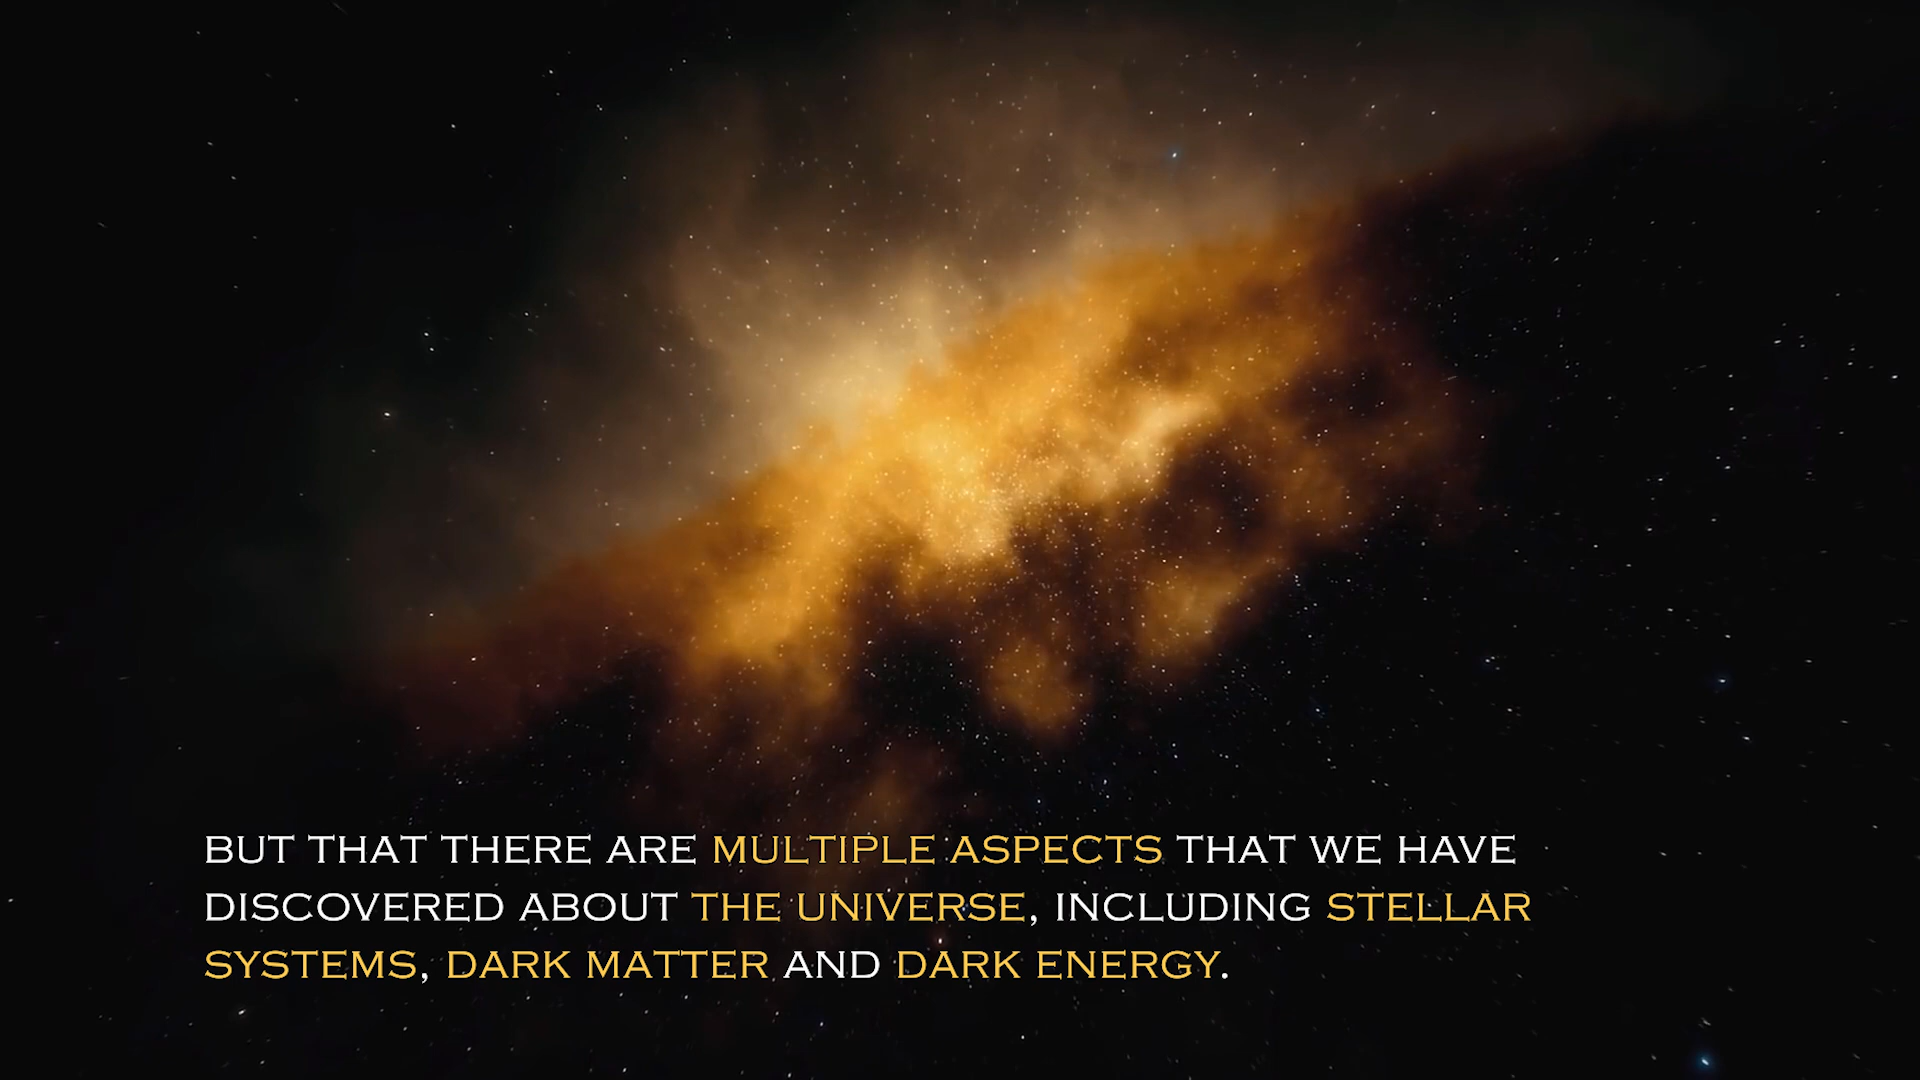 BUT THAT THERE ARE MULTIPLE ASPECTS THAT WE HAVE
DISCOVERED ABOUT THE UNIVERSE, INCLUDING STELLAR
SYSTEMS, DARK MATTER AND DARK ENERGY.